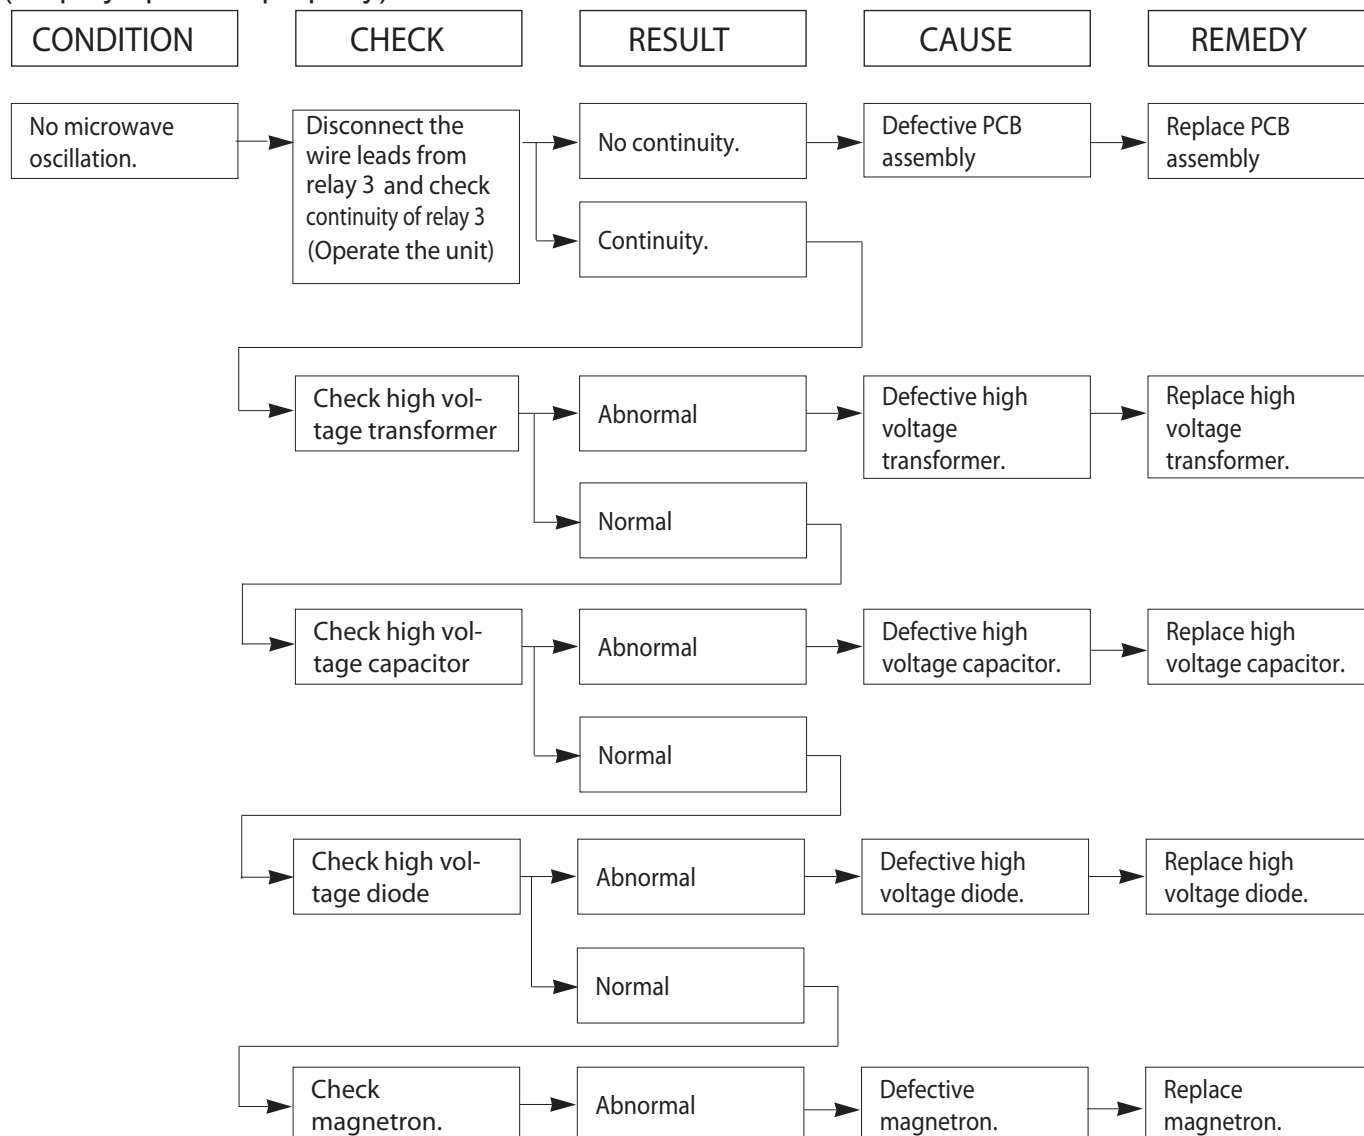 CONDITION
CHECK
RESULT
CAUSE
REMEDY
No microwave
oscillation.
Disconnect the
wire leads from
relay 3 and check
continuity of relay 3
(Operate the unit)
No continuity.
Defective PCB
assembly
Replace PCB
assembly
Continuity.
Check high vol-
tage transformer
Abnormal
Defective high
voltage
transformer.
Replace high
voltage
transformer.
Normal
Check high vol-
tage capacitor
Abnormal
Defective high
voltage capacitor.
Replace high
voltage capacitor.
Normal
Check high vol-
tage diode
Abnormal
Defective high
voltage diode.
Replace high
voltage diode.
Normal
Check
magnetron.
Abnormal
Defective
magnetron.
Replace
magnetron.